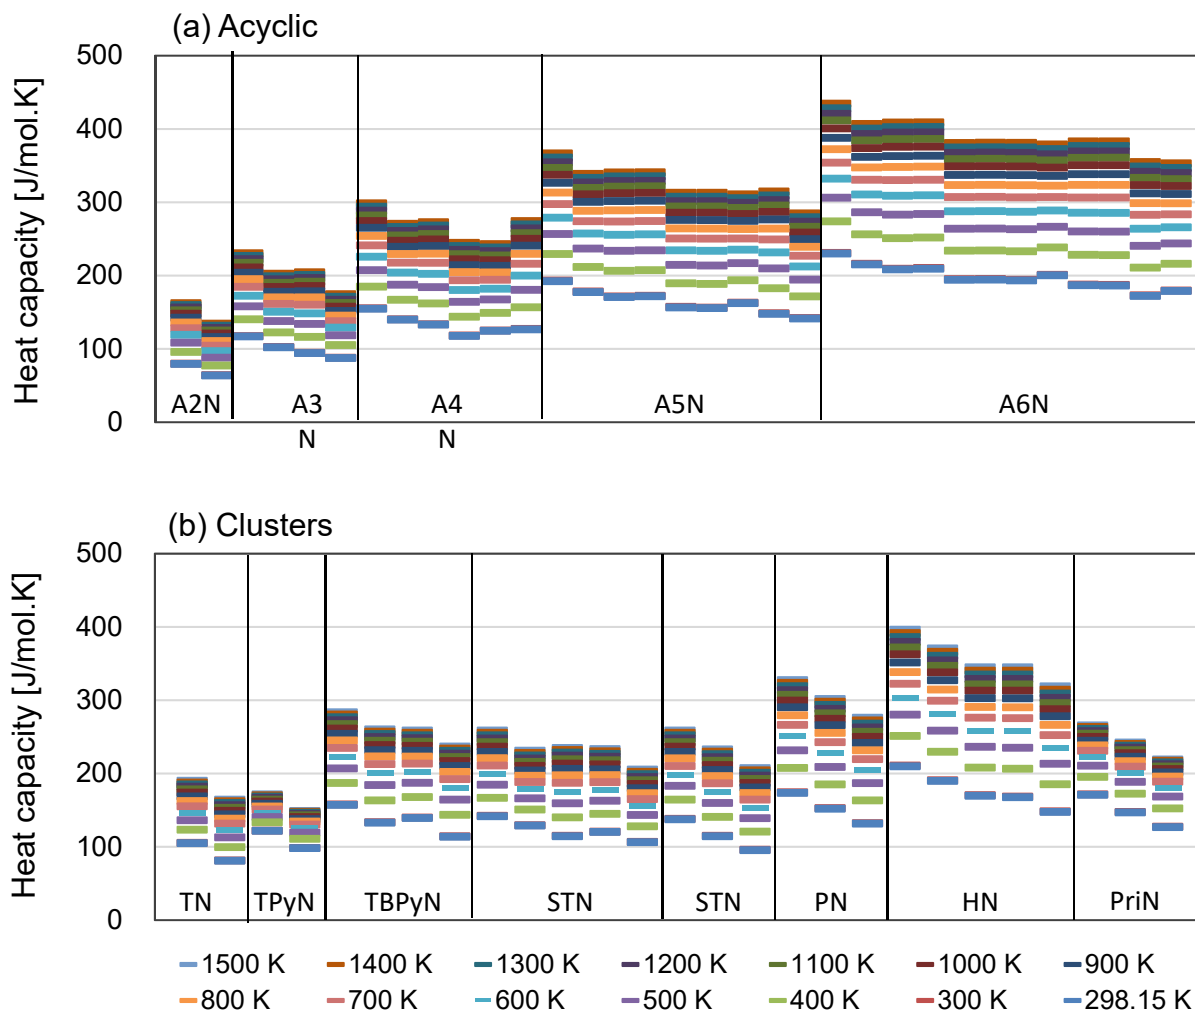 (a) Acyclic
Heat capacity [J/mol.K]
500
400
300
200
100
0
A2N
A3
N
A4
N
A5N
A6N
(b) Clusters
Heat capacity [J/mol.K]
500
400
300
200
100
0
TN
TPyN
TBPyN
STN
STN
PN
HN
PriN
1500 K 1400 K 1300 K 1200 K 1100 K 1000 K 900 K
800 K 700 K 600 K 500 K 400 K 300 K 298.15 K